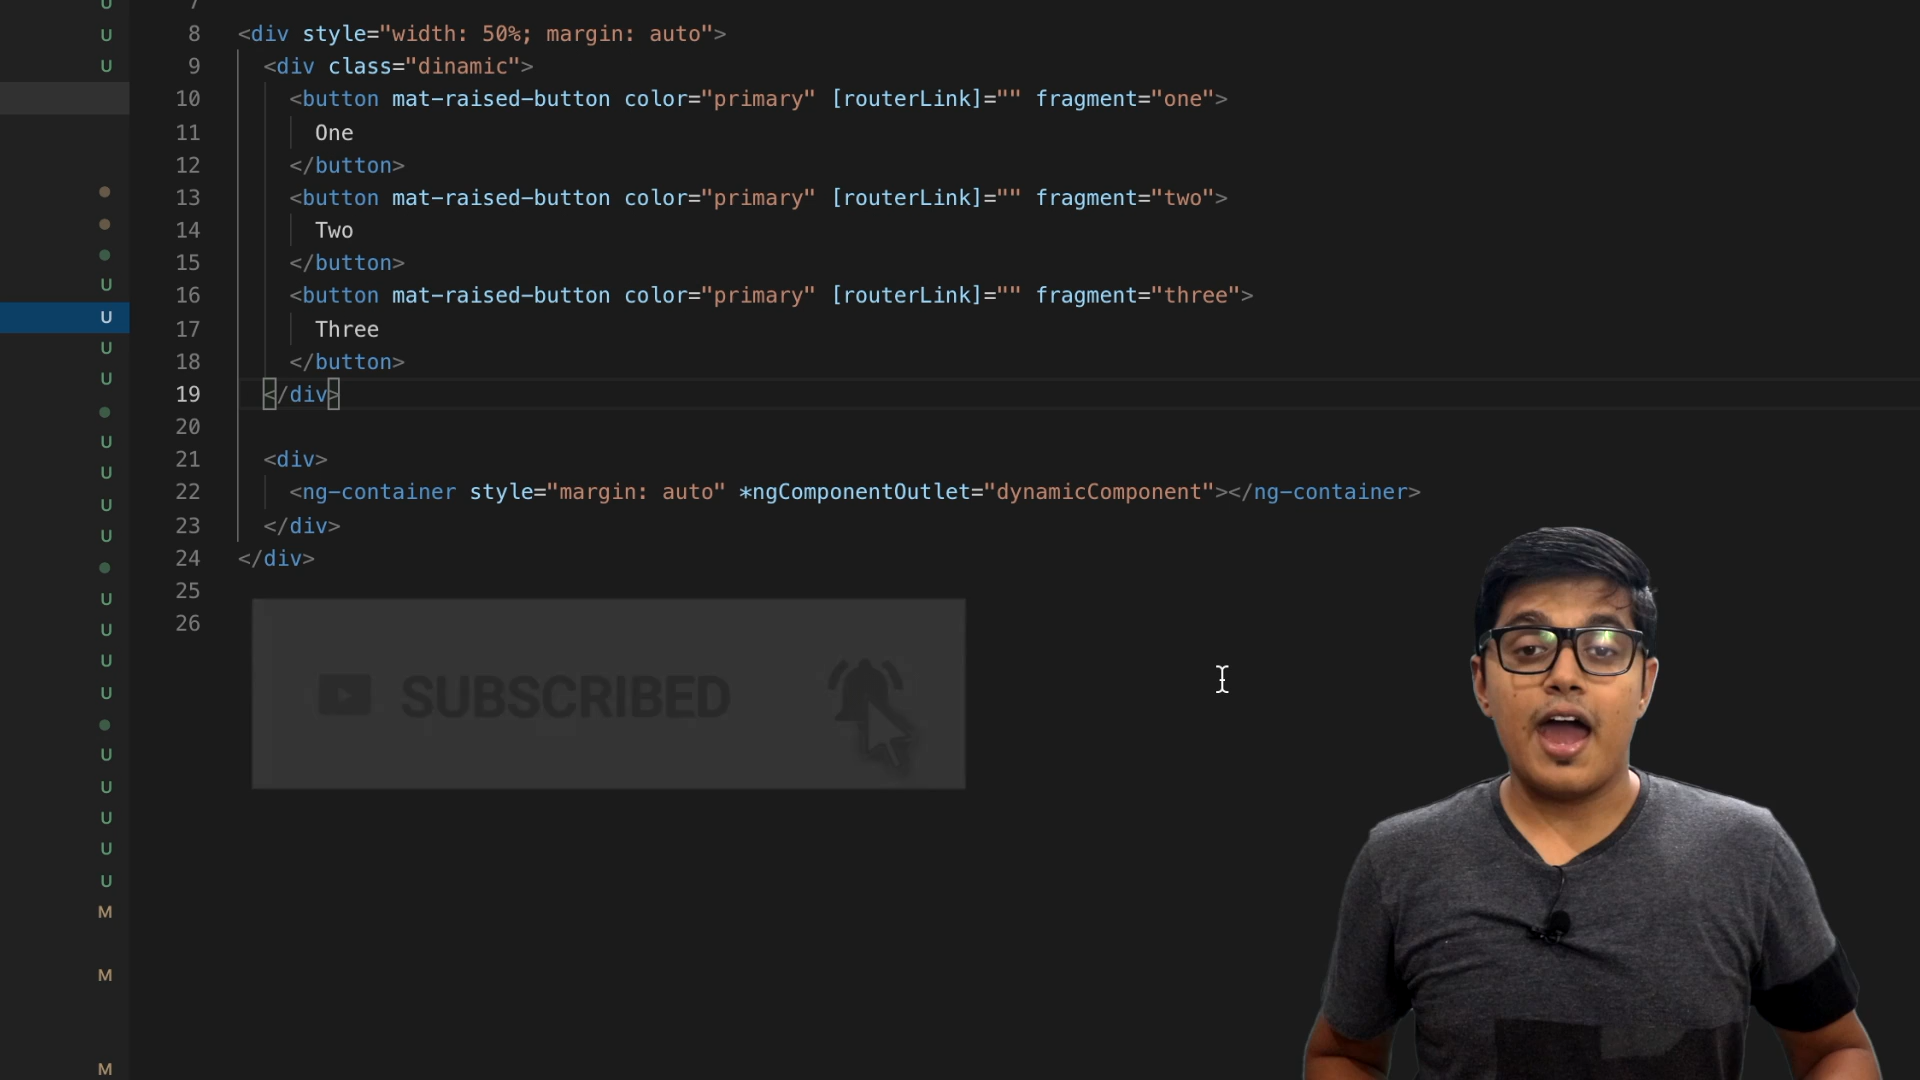 7
U
8 <div style="width: 50%; margin: auto">
U
9 <div class="dinamic">
U
10 <button mat-raised-button color="primary" [routerLink]="" fragment="one">
11 One
12 </button>
13 <button mat-raised-button color="primary" [routerLink]="" fragment="two">
14 Two
15 </button>
U
16 <button mat-raised-button color="primary" [routerLink]="" fragment="three">
U
17 Three
U
18 </button>
U
19 </div>
20
U
21 <div>
U
22 <ng-container style="margin: auto" *ngComponentOutlet="dynamicComponent"></ng-container>
U
23 </div>
U
24 </div>
25
U
26
U
SUBSCRIBED
U
U
U
U
U
U
U
M
M
M